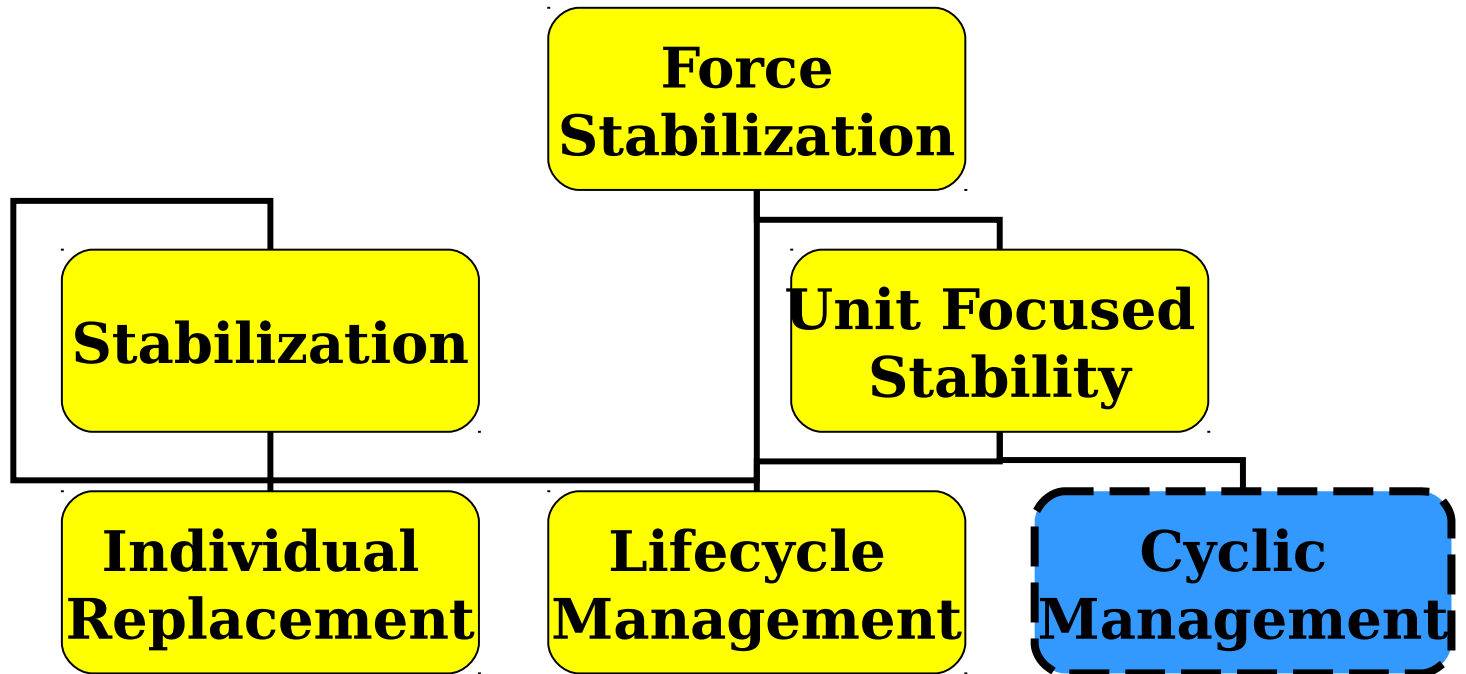 Force
Stabilization
Stabilization
Unit Focused
Stability
Individual
Replacement
Lifecycle
Management
Cyclic
Management